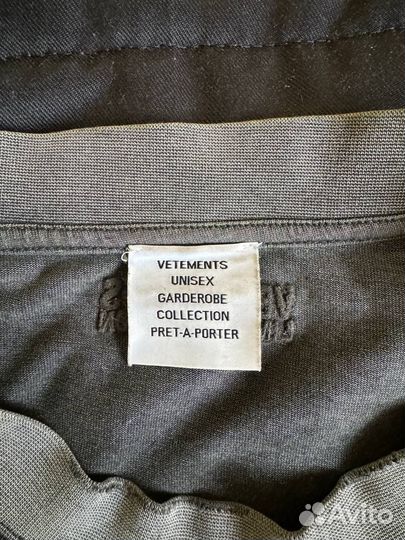 VETEMENTS
UNISEX
GARDEROBE
COLLECTION
PRET-A-PORTER
Avito